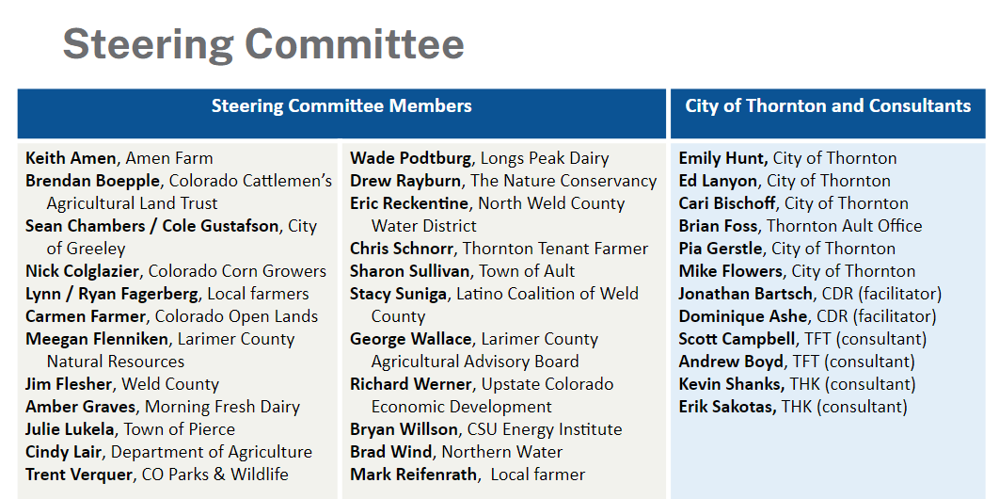 Steering Committee
Steering Committee Members
City of Thornton and Consultants
Keith Amen, Amen Farm
Brendan Boepple, Colorado Cattlemen's
Agricultural Land Trust
Sean Chambers / Cole Gustafson, City
of Greeley
Nick Colglazier, Colorado Corn Growers
Lynn / Ryan Fagerberg, Local farmers
Carmen Farmer, Colorado Open Lands
Meegan Flenniken, Larimer County
Natural Resources
Jim Flesher, Weld County
Amber Graves, Morning Fresh Dairy
Julie Lukela, Town of Pierce
Cindy Lair, Department of Agriculture
Trent Verquer, CO Parks & Wildlife
Wade Podtburg, Longs Peak Dairy
Drew Rayburn, The Nature Conservancy
Eric Reckentine, North Weld County
Water District
Chris Schnorr, Thornton Tenant Farmer
Sharon Sullivan, Town of Ault
Stacy Suniga, Latino Coalition of Weld
County
George Wallace, Larimer County
Agricultural Advisory Board
Richard Werner, Upstate Colorado
Economic Development
Bryan Willson, CSU Energy Institute
Brad Wind, Northern Water
Mark Reifenrath,  Local farmer
Emily Hunt, City of Thornton
Ed Lanyon, City of Thornton
Cari Bischoff, City of Thornton
Brian Foss, Thornton Ault Office
Pia Gerstle, City of Thornton
Mike Flowers, City of Thornton
Jonathan Bartsch, CDR (facilitator)
Dominique Ashe, CDR (facilitator)
Scott Campbell, TFT (consultant)
Andrew Boyd, TFT (consultant)
Kevin Shanks, THK (consultant)
Erik Sakotas, THK (consultant)